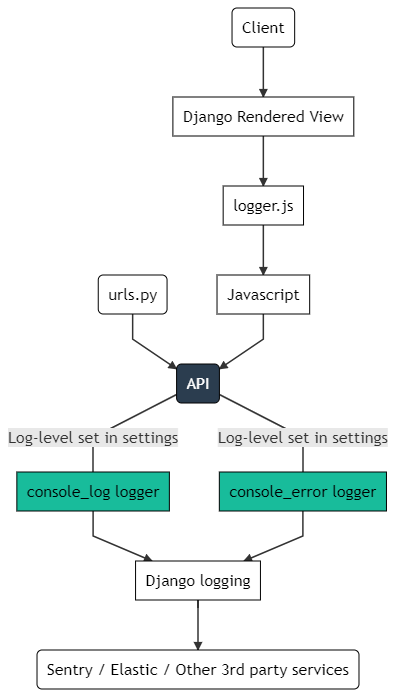 Client
Django Rendered View
logger.js
urls.py
Javascript
API
Log-level set in settings
Log-level set in settings
console_log logger
console_error logger
Django logging
Sentry / Elastic / Other 3rd party services